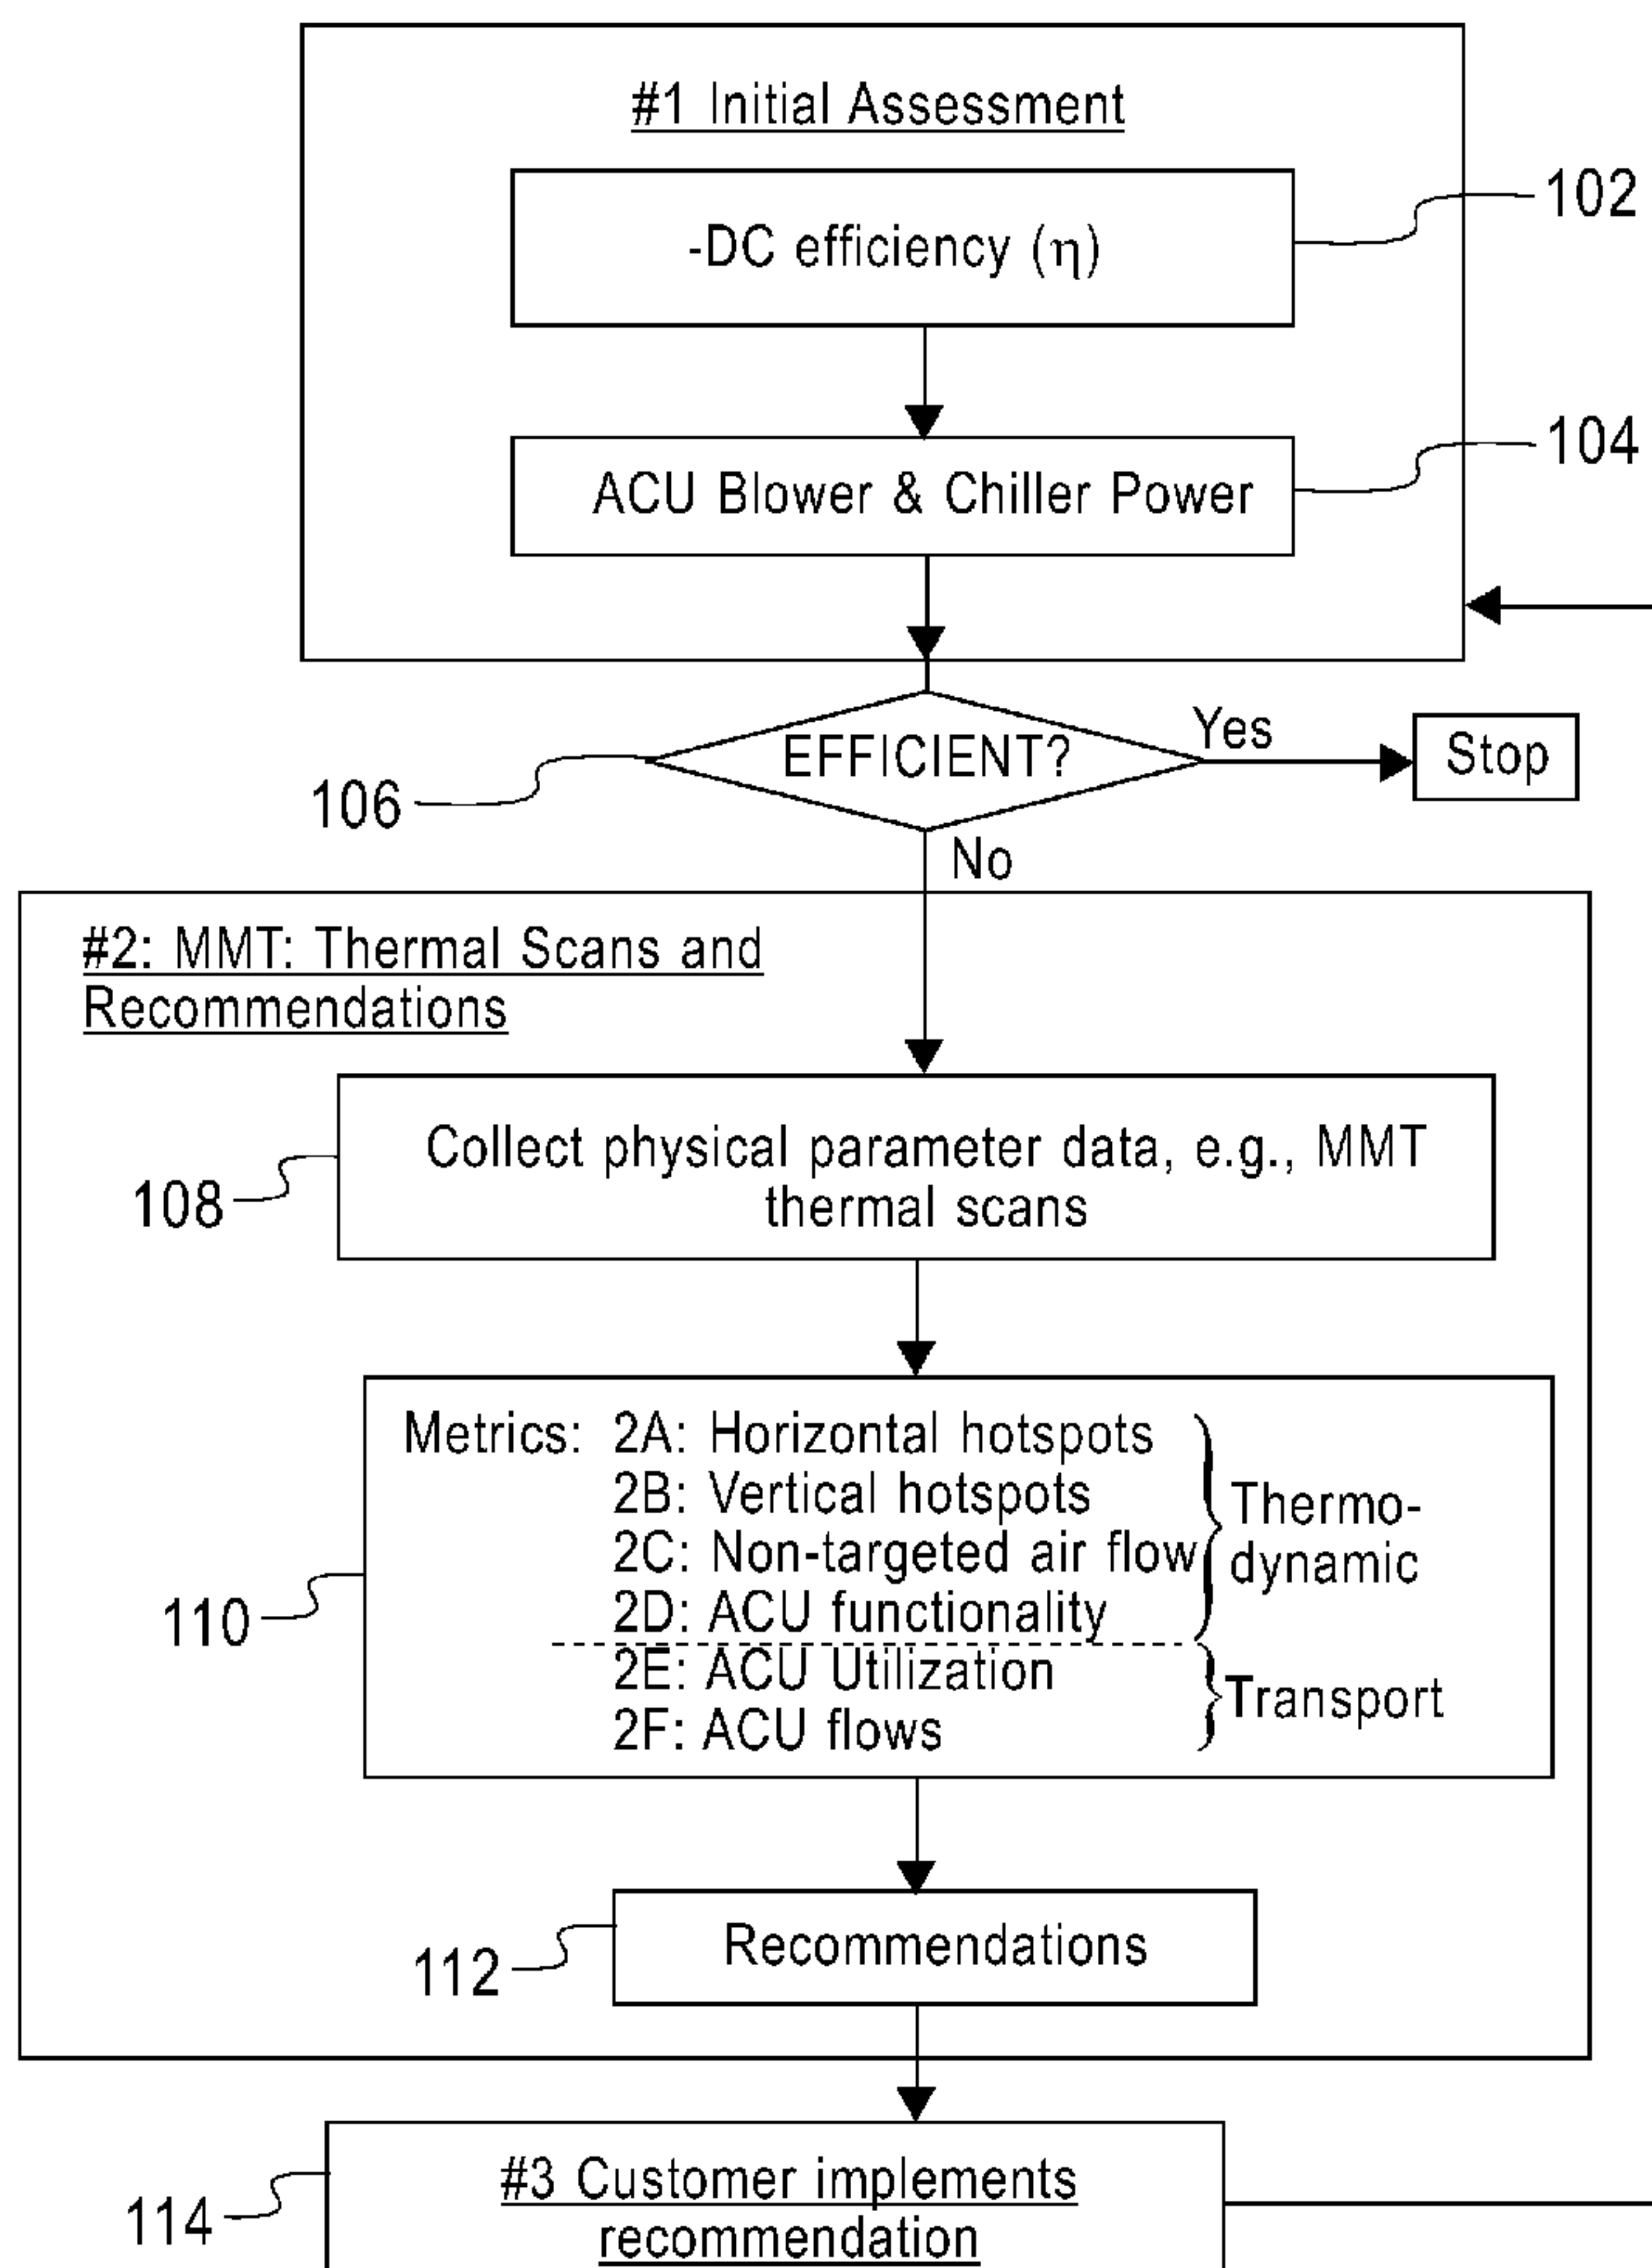 #1 Initial Assessment
-DC efficiency (η)
102
ACU Blower & Chiller Power
104
EFFICIENT?
Yes
Stop
106
No
#2: MMT: Thermal Scans and
Recommendations
Collect physical parameter data, e.g., MMT
thermal scans
108
Metrics: 2A: Horizontal hotspots
2B: Vertical hotspots
2C: Non-targeted air flow
2D: ACU functionality
Thermo-
dynamic
110
2E: ACU Utilization
2F: ACU flows
Transport
Recommendations
112
#3 Customer implements
recommendation
114